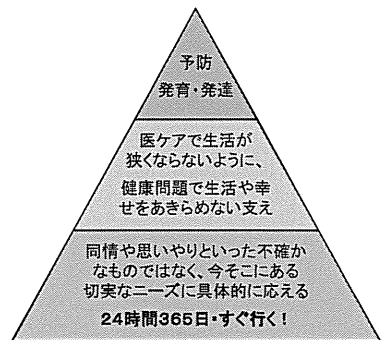 予防
発育・発達
医ケアで生活が
狭くならないように、
健康問題で生活や幸
せをあきらめない支え
同情や思いやりといった不確か
なものではなく、今そこにある
切実なニーズに具体的に応える
24時間365日・すぐ行く！